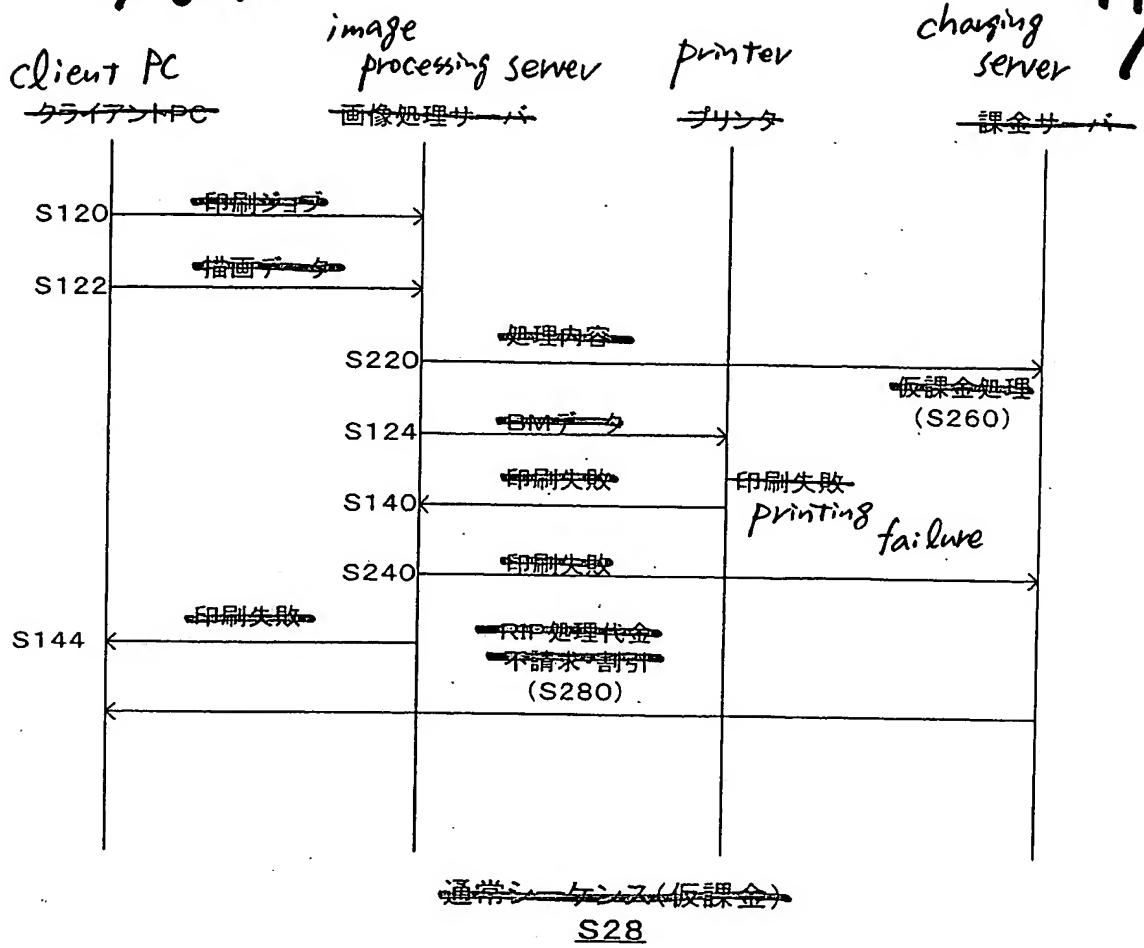 image
processing server
client PC
printer
charging
server
クライアントPC
画像処理サーバ
プリンタ
課金サーバ
印刷ジョブ
S120
描画データ
S122
処理内容
S220
仮課金処理
(S260)
BMデータ
S124
印刷失敗
印刷失敗
S140
printing
failure
印刷失敗
S240
印刷失敗
S144
RIP処理代金
不請求・割引
(S280)
通常シーケンス(仮課金)
S28